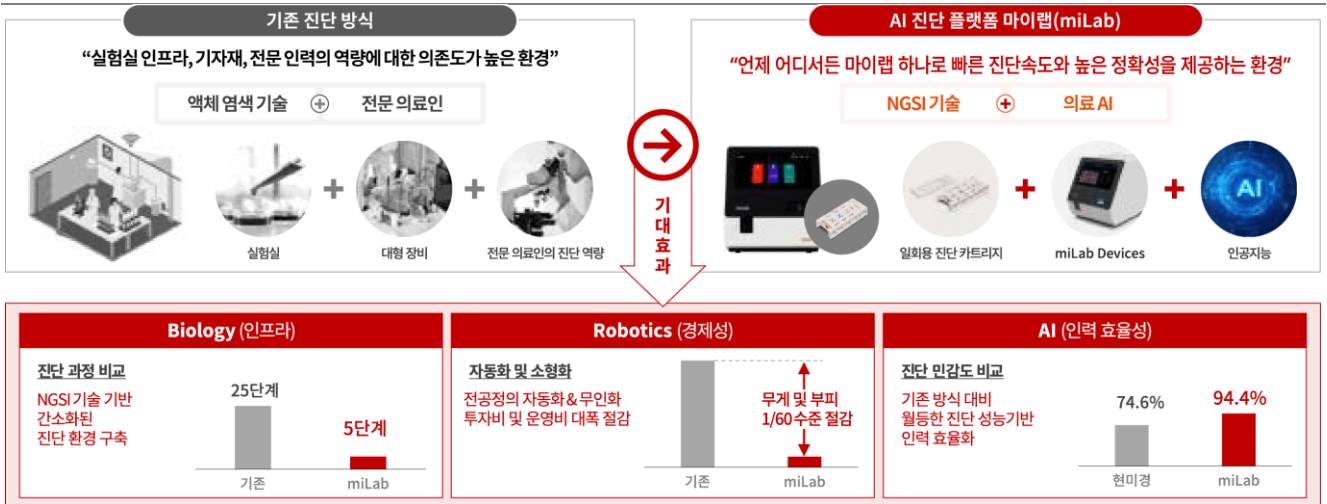 기존 진단 방식
“실험실 인프라, 기자재, 전문 인력의 역량에 대한 의존도가 높은 환경”
액체 염색 기술 + 전문 의료인
실험실
대형 장비
전문 의료인의 진단 역량
기대효과
AI 진단 플랫폼 마이랩(miLab)
“언제 어디서든 마이랩 하나로 빠른 진단속도와 높은 정확성을 제공하는 환경”
NGSI 기술 + 의료 AI
AI
일회용 진단 카트리지
miLab Devices
인공지능
Biology (인프라)
진단 과정 비교
NGSI 기술 기반
간소화된
진단 환경 구축
25단계
5단계
기존
miLab
Robotics (경제성)
자동화 및 소형화
전공정의 자동화 & 무인화
투자비 및 운영비 대폭 절감
무게 및 부피
1/60 수준 절감
기존
miLab
AI (인력 효율성)
진단 민감도 비교
기존 방식 대비
월등한 진단 성능기반
인력 효율화
74.6%
94.4%
현미경
miLab